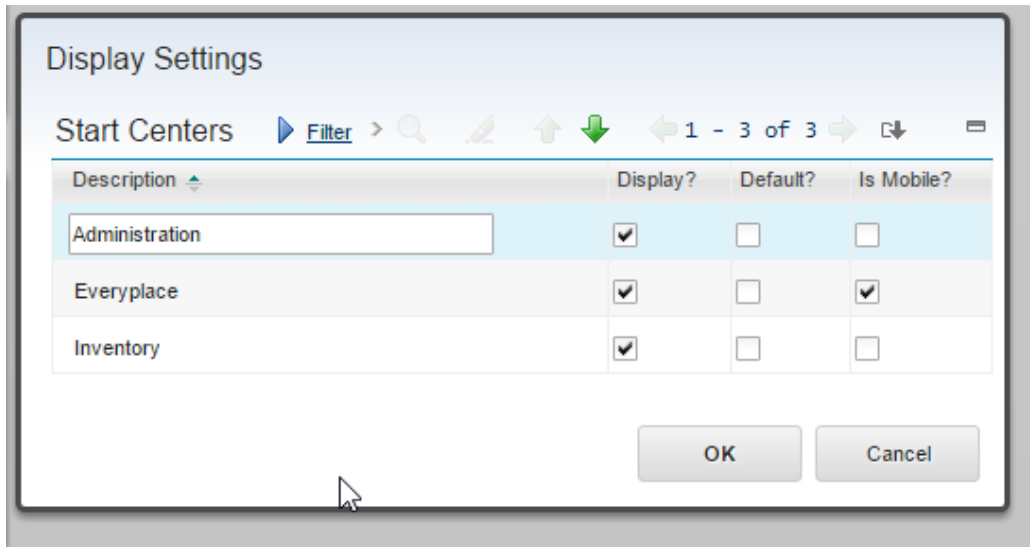 Display Settings
Start Centers Filter > 1 - 3 of 3
Description Display? Default? Is Mobile?
Administration
Everyplace
Inventory
OK Cancel